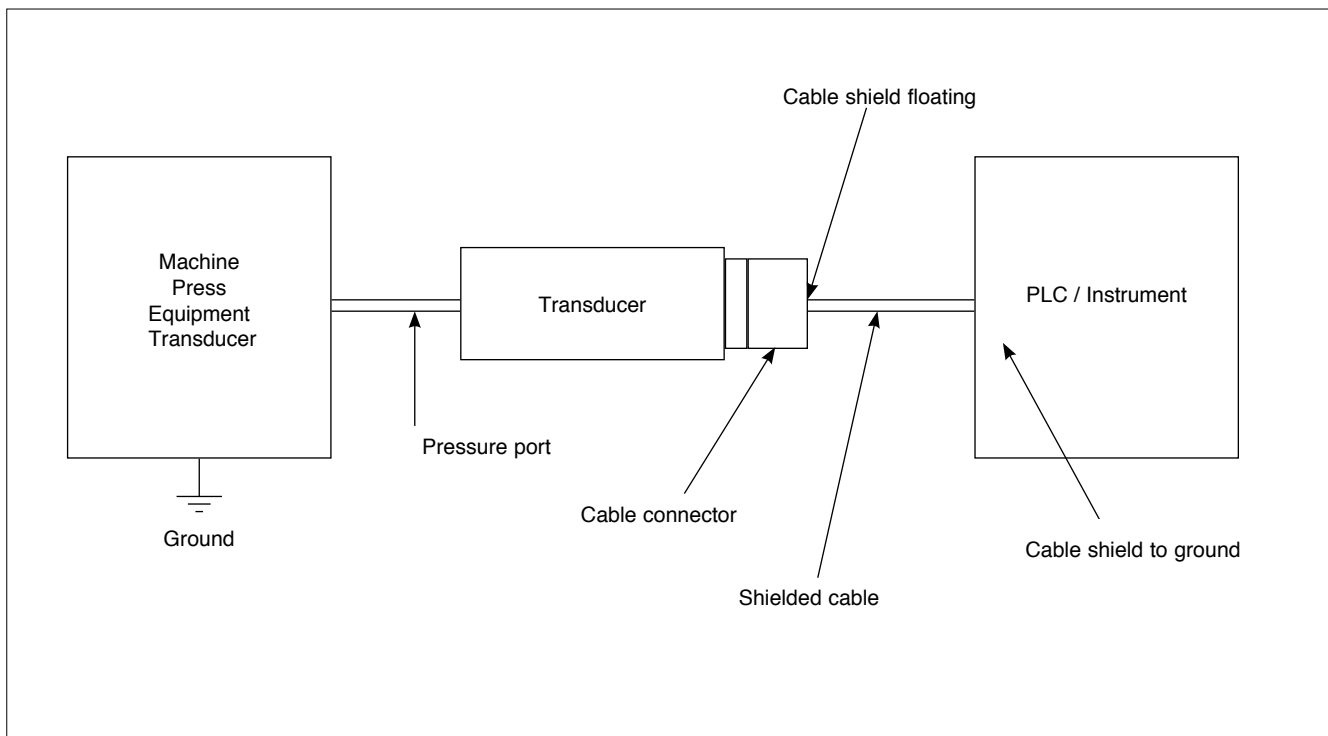 Cable shield floating
Machine
Press
Equipment
Transducer
Transducer
PLC / Instrument
Pressure port
Cable connector
Ground
Cable shield to ground
Shielded cable